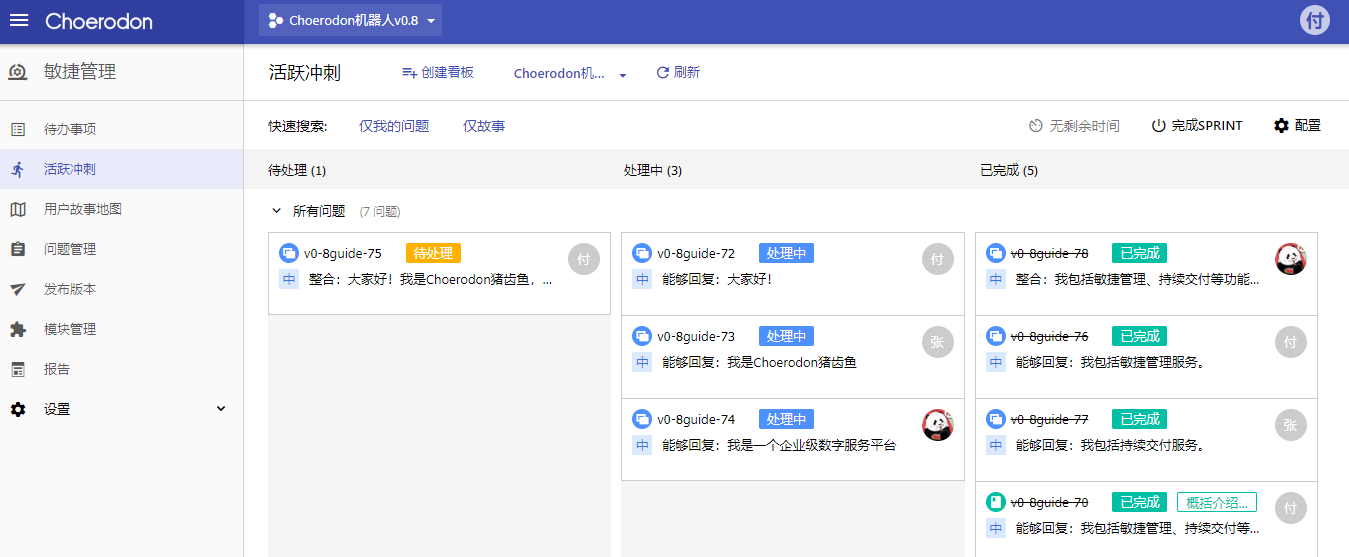 Choerodon
Choerodon机器人v0.8
付
敏捷管理
活跃冲刺
创建看板
Choerodon机...
刷新
待办事项
快速搜索:
仅我的问题
仅故事
无剩余时间
完成SPRINT
配置
活跃冲刺
待处理 (1)
处理中 (3)
已完成 (5)
用户故事地图
所有问题
(7 问题)
问题管理
发布版本
模块管理
报告
设置
v0-8guide-75
待处理
付
中
整合：大家好！我是Choerodon猪齿鱼，...
v0-8guide-72
处理中
付
中
能够回复：大家好！
v0-8guide-73
处理中
张
中
能够回复：我是Choerodon猪齿鱼
v0-8guide-74
处理中
中
能够回复：我是一个企业级数字服务平台
v0-8guide-78
已完成
中
整合：我包括敏捷管理、持续交付等功能...
v0-8guide-76
已完成
付
中
能够回复：我包括敏捷管理服务。
v0-8guide-77
已完成
张
中
能够回复：我包括持续交付服务。
v0-8guide-70
已完成
概括介绍...
付
中
能够回复：我包括敏捷管理、持续交付等...